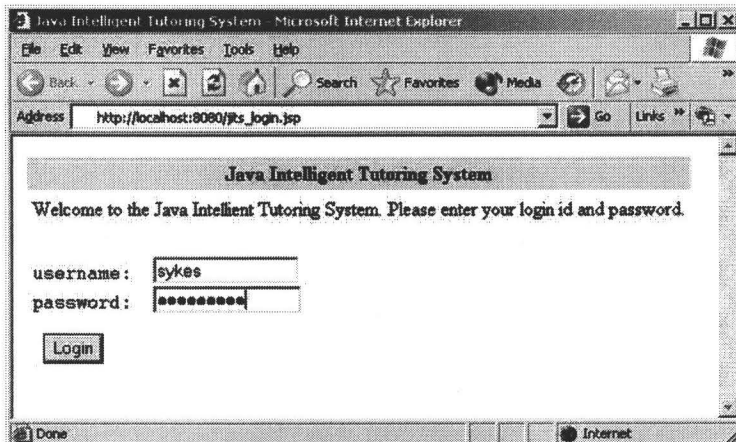 Java Intelligent Tutoring System - Microsoft Internet Explorer
File Edit View Favorites Tools Help
Back Search Favorites Media
Address http://localhost:8080/jits_login.jsp Go Links
Java Intelligent Tutoring System
Welcome to the Java Intellient Tutoring System. Please enter your login id and password.
username: sykes
password: •••••••••
Login
Done Internet